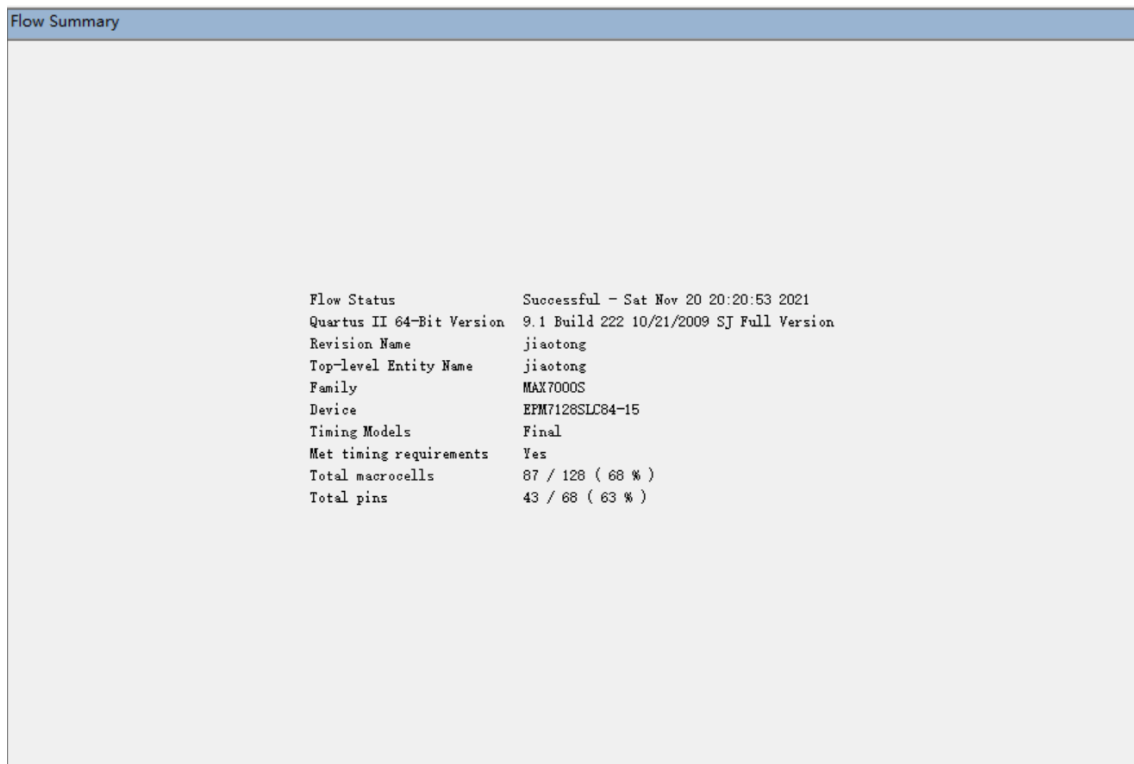 Flow Summary
Flow Status Successful - Sat Nov 20 20:20:53 2021
Quartus II 64-Bit Version 9.1 Build 222 10/21/2009 SJ Full Version
Revision Name jiaotong
Top-level Entity Name jiaotong
Family MAX7000S
Device EPM7128SLC84-15
Timing Models Final
Met timing requirements Yes
Total macrocells 87 / 128 ( 68 % )
Total pins 43 / 68 ( 63 % )